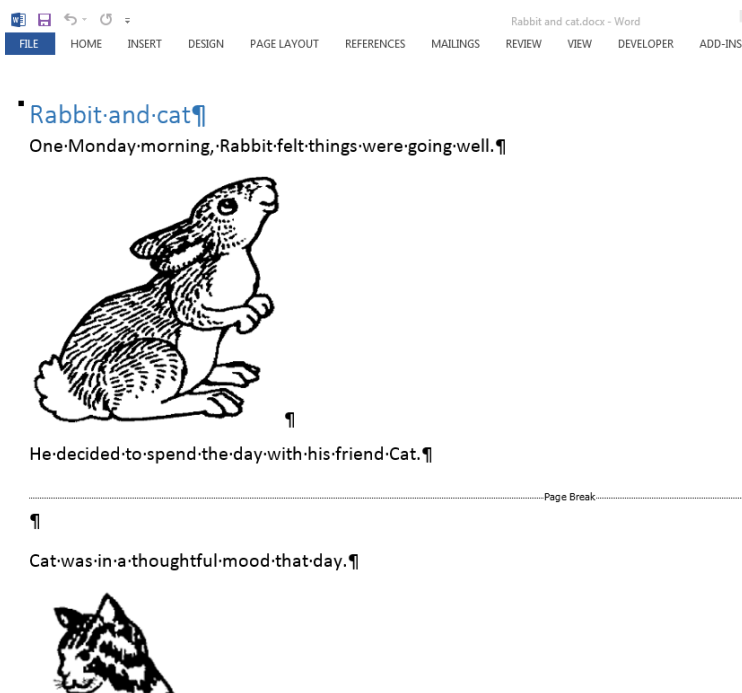 Rabbit and cat.docx - Word
FILE HOME INSERT DESIGN PAGE LAYOUT REFERENCES MAILINGS REVIEW VIEW DEVELOPER ADD-INS
Rabbit·and·cat¶
One·Monday·morning,·Rabbit·felt·things·were·going·well.¶
¶
He·decided·to·spend·the·day·with·his·friend·Cat.¶
Page Break
¶
Cat·was·in·a·thoughtful·mood·that·day.¶